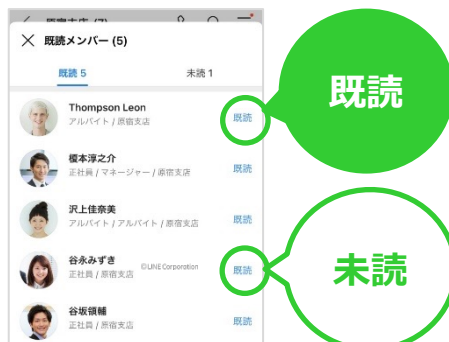 既読メンバー (5)
既読 5
未読 1
Thompson Leon
アルバイト / 原宿支店
既読
榎本淳之介
正社員 / マネージャー / 原宿支店
既読
沢上佳奈美
アルバイト / アルバイト / 原宿支店
既読
谷永みずき
正社員 / 原宿支店
©LINE Corporation
既読
谷坂領輔
正社員 / 原宿支店
既読
既読
未読